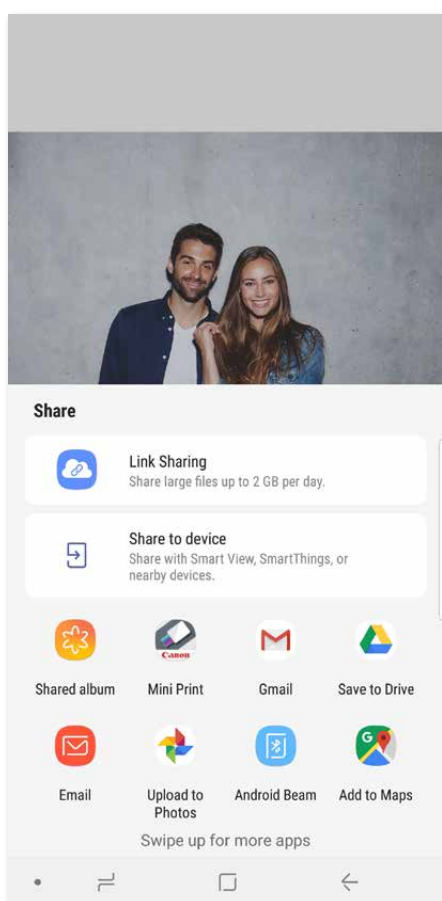 Share
Link Sharing
Share large files up to 2 GB per day.
Share to device
Share with Smart View, SmartThings, or
nearby devices.
Canon
Shared album
Mini Print
Gmail
Save to Drive
G
Email
Upload to
Photos
Android Beam
Add to Maps
Swipe up for more apps